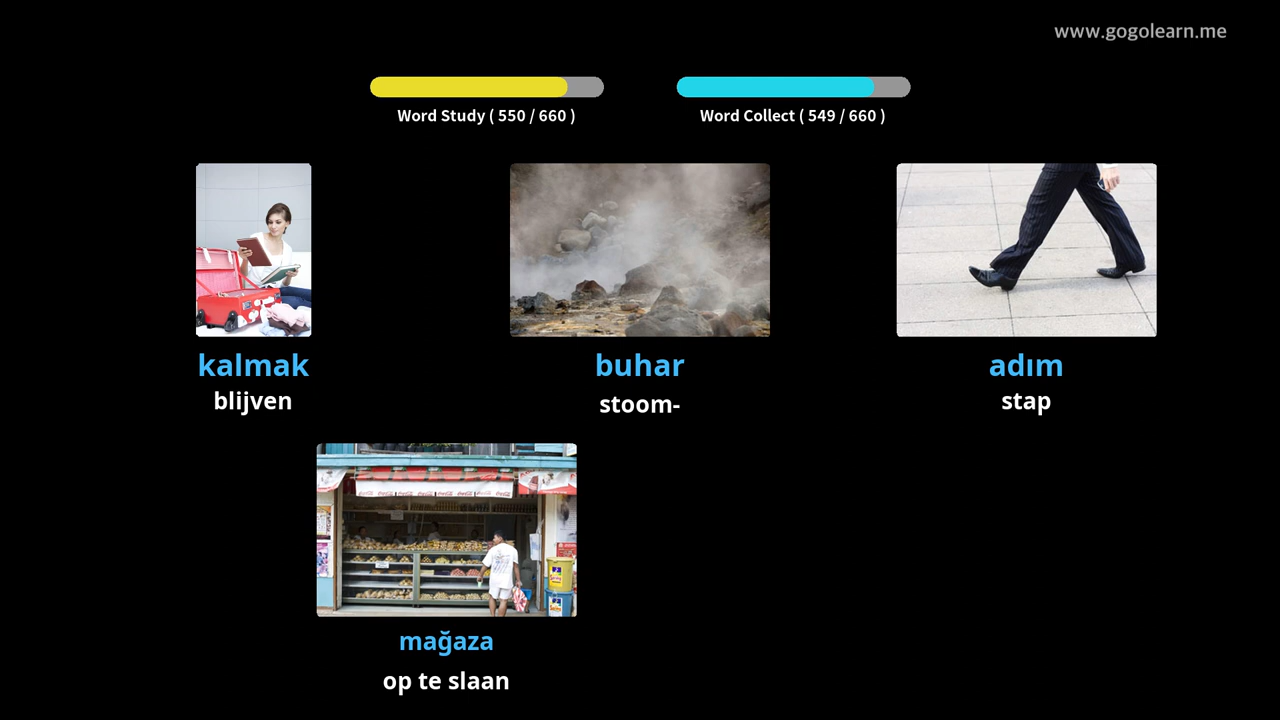 www.gogolearn.me
Word Study ( 550 / 660 )
Word Collect ( 549 / 660 )
kalmak
blijven
buhar
stoom-
adım
stap
mağaza
op te slaan